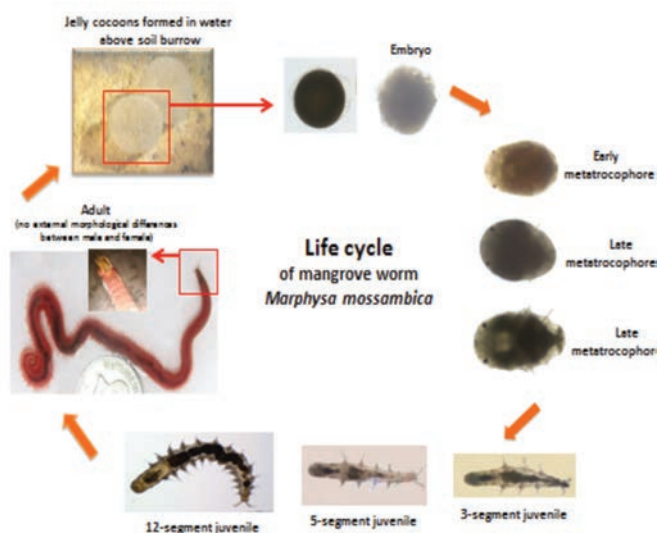 Jelly cocoons formed in water
above soil burrow
Embryo
Early
metatrocophore
Late
metatrocophores
Late
metatrocophore
Adult
(no external morphological differences
between male and female)
Life cycle
of mangrove worm
Marphysa mossambica
12-segment juvenile
5-segment juvenile
3-segment juvenile